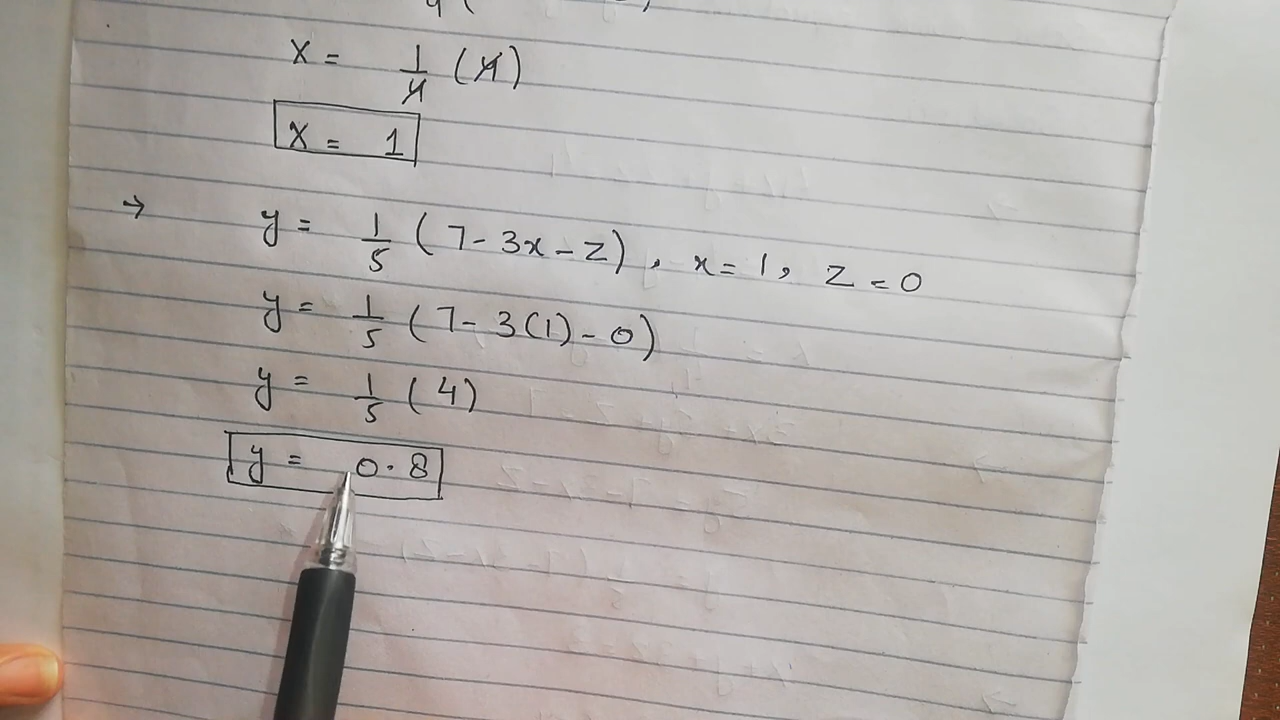 x = 1/4 (4)
x = 1
→ y = 1/5 ( 7 - 3x - z) , x = 1, z = 0
y = 1/5 ( 7 - 3(1) - 0)
y = 1/5 ( 4)
y = 0.8